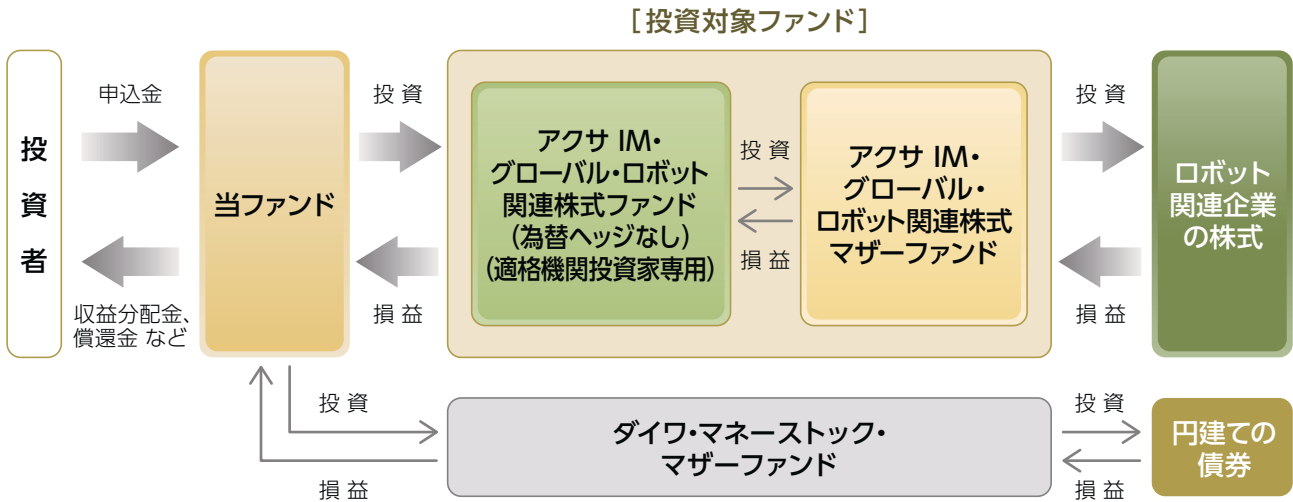 [投資対象ファンド]
投資者
申込金
収益分配金、
償還金 など
当ファンド
投 資
損 益
アクサ IM・
グローバル・ロボット
関連株式ファンド
(為替ヘッジなし)
(適格機関投資家専用)
投 資
損 益
アクサ IM・
グローバル・
ロボット関連株式
マザーファンド
投 資
損 益
ロボット
関連企業
の株式
投 資
損 益
ダイワ・マネーストック・
マザーファンド
投 資
損 益
円建ての
債券